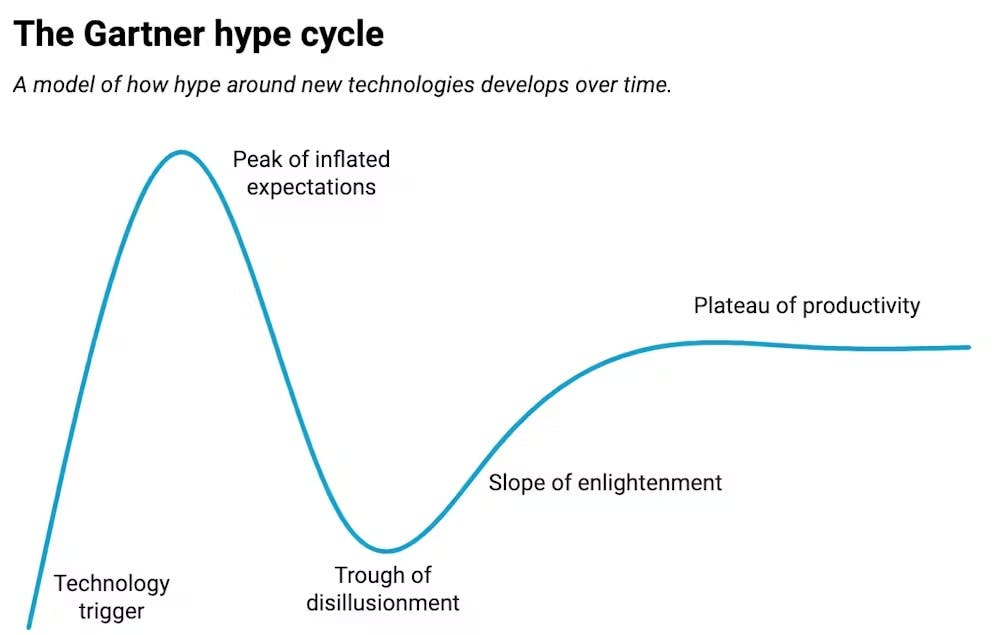 The Gartner hype cycle
A model of how hype around new technologies develops over time.
Peak of inflated
expectations
Plateau of productivity
Slope of enlightenment
Trough of
disillusionment
Technology
trigger